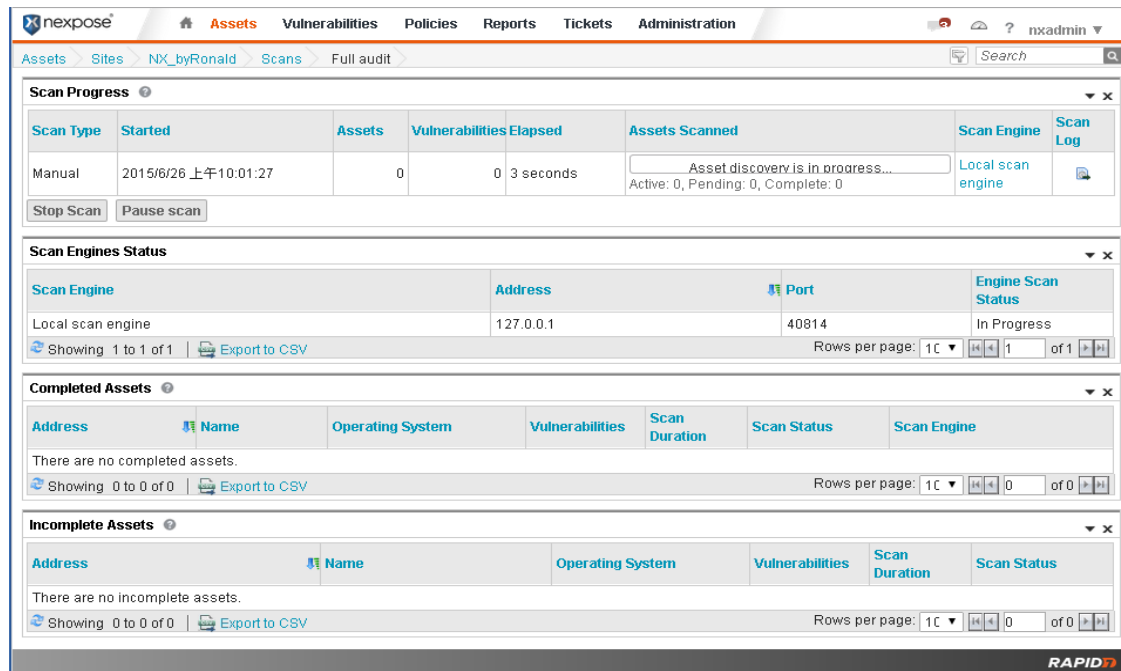 nexpose Assets Vulnerabilities Policies Reports Tickets Administration ? nxadmin ▼
Assets Sites NX_byRonald Scans Full audit Search
Scan Progress
Scan Type Started Assets Vulnerabilities Elapsed Assets Scanned Scan Engine Scan Log
Manual 2015/6/26 上午10:01:27 0 0 3 seconds Asset discovery is in progress... Local scan engine
Active: 0, Pending: 0, Complete: 0
Stop Scan Pause scan
Scan Engines Status
Scan Engine Address Port Engine Scan Status
Local scan engine 127.0.0.1 40814 In Progress
Showing 1 to 1 of 1 | Export to CSV Rows per page: 1 of 1
Completed Assets
Address Name Operating System Vulnerabilities Scan Duration Scan Status Scan Engine
There are no completed assets.
Showing 0 to 0 of 0 | Export to CSV Rows per page: 0 of 0
Incomplete Assets
Address Name Operating System Vulnerabilities Scan Duration Scan Status
There are no incomplete assets.
Showing 0 to 0 of 0 | Export to CSV Rows per page: 0 of 0
RAPID7